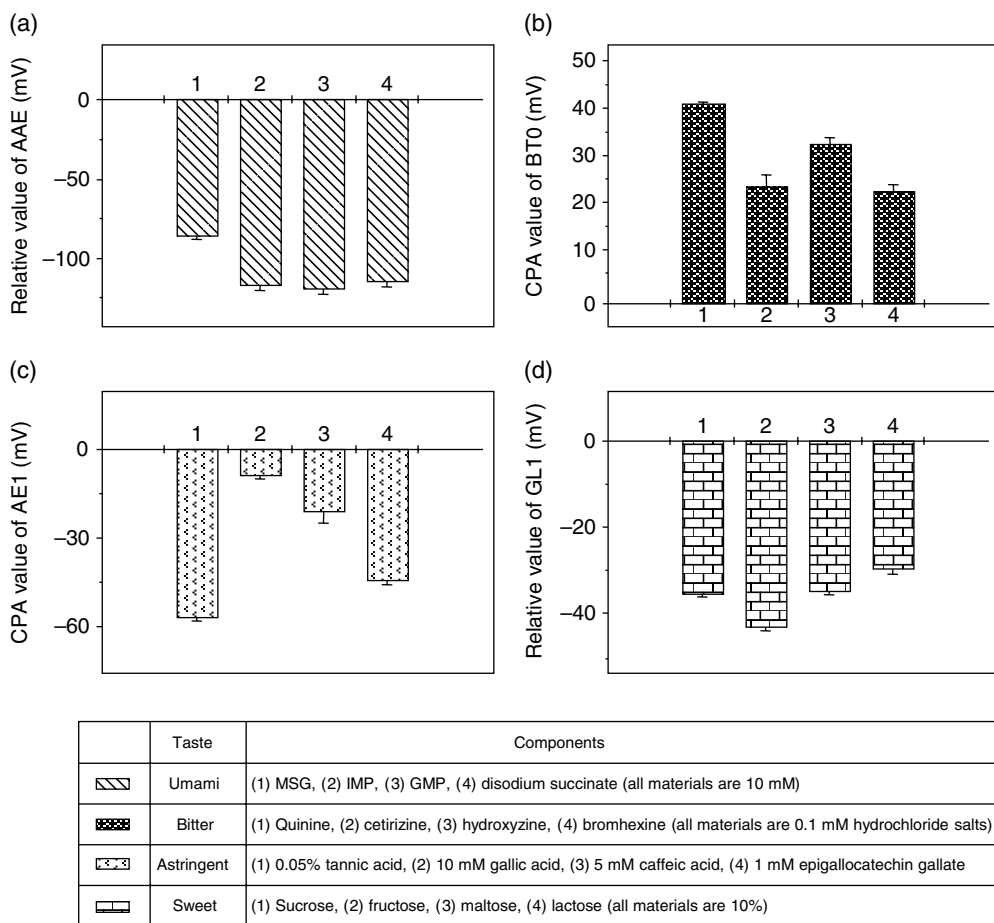 (a)
Relative value of AAE (mV)
0
−50
−100
1 2 3 4
(b)
CPA value of BT0 (mV)
50
40
30
20
10
0
1 2 3 4
(c)
CPA value of AE1 (mV)
0
−30
−60
1 2 3 4
(d)
Relative value of GL1 (mV)
0
−20
−40
1 2 3 4
Taste Components
Umami (1) MSG, (2) IMP, (3) GMP, (4) disodium succinate (all materials are 10 mM)
Bitter (1) Quinine, (2) cetirizine, (3) hydroxyzine, (4) bromhexine (all materials are 0.1 mM hydrochloride salts)
Astringent (1) 0.05% tannic acid, (2) 10 mM gallic acid, (3) 5 mM caffeic acid, (4) 1 mM epigallocatechin gallate
Sweet (1) Sucrose, (2) fructose, (3) maltose, (4) lactose (all materials are 10%)